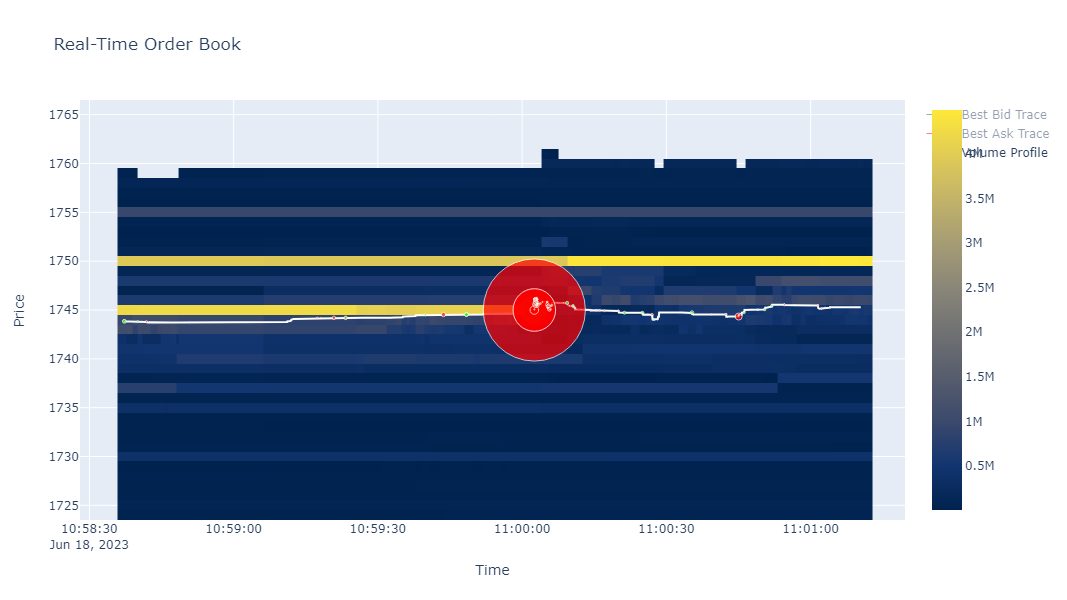 Real-Time Order Book
1765
1760
1755
1750
1745
1740
1735
1730
1725
Price
10:58:30
10:59:00
10:59:30
11:00:00
11:00:30
11:01:00
Jun 18, 2023
Time
Best Bid Trace
Best Ask Trace
Volume Profile
3.5M
3M
2.5M
2M
1.5M
1M
0.5M